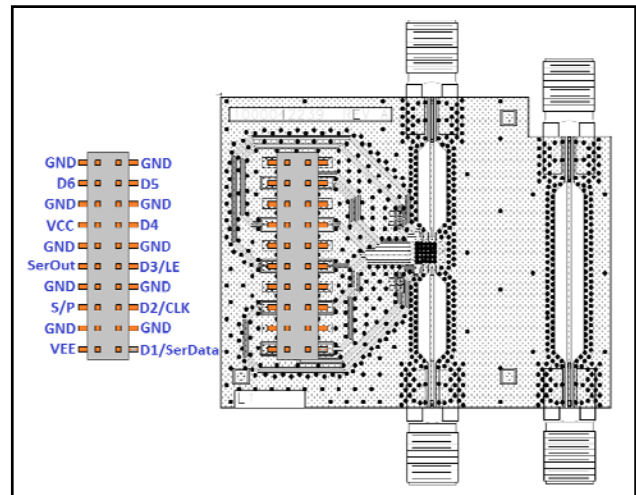 GND GND
D6 D5
GND GND
VCC D4
GND GND
SerOut D3/LE
GND GND
S/P D2/CLK
GND GND
VEE D1/SerData